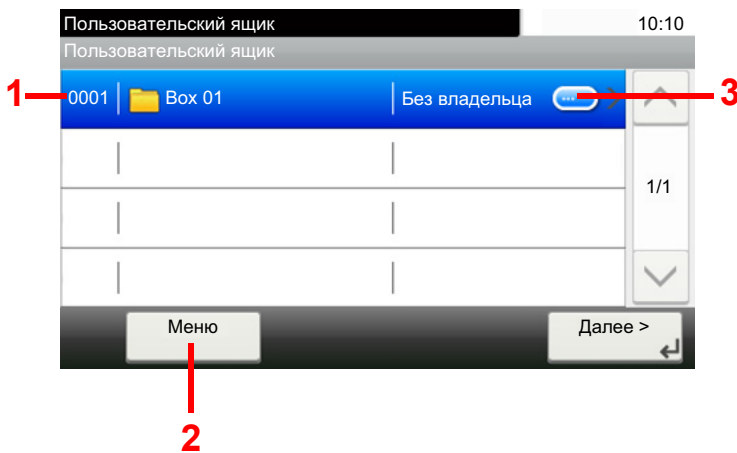 Пользовательский ящик 10:10
Пользовательский ящик
1 0001 Box 01 Без владельца ... 3
1/1
Меню Далее >
2